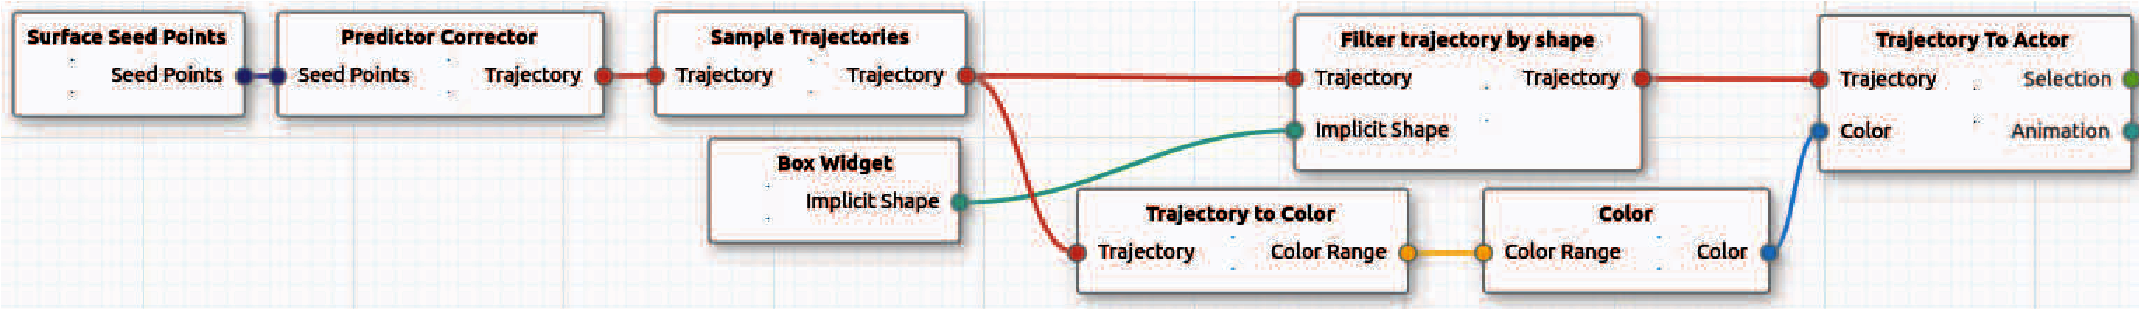 Surface Seed Points
Seed Points
Predictor Corrector
Seed Points Trajectory
Sample Trajectories
Trajectory Trajectory
Box Widget
Implicit Shape
Filter trajectory by shape
Trajectory Trajectory
Implicit Shape
Trajectory to Color
Trajectory Color Range
Color
Color Range Color
Trajectory To Actor
Trajectory Selection
Color Animation